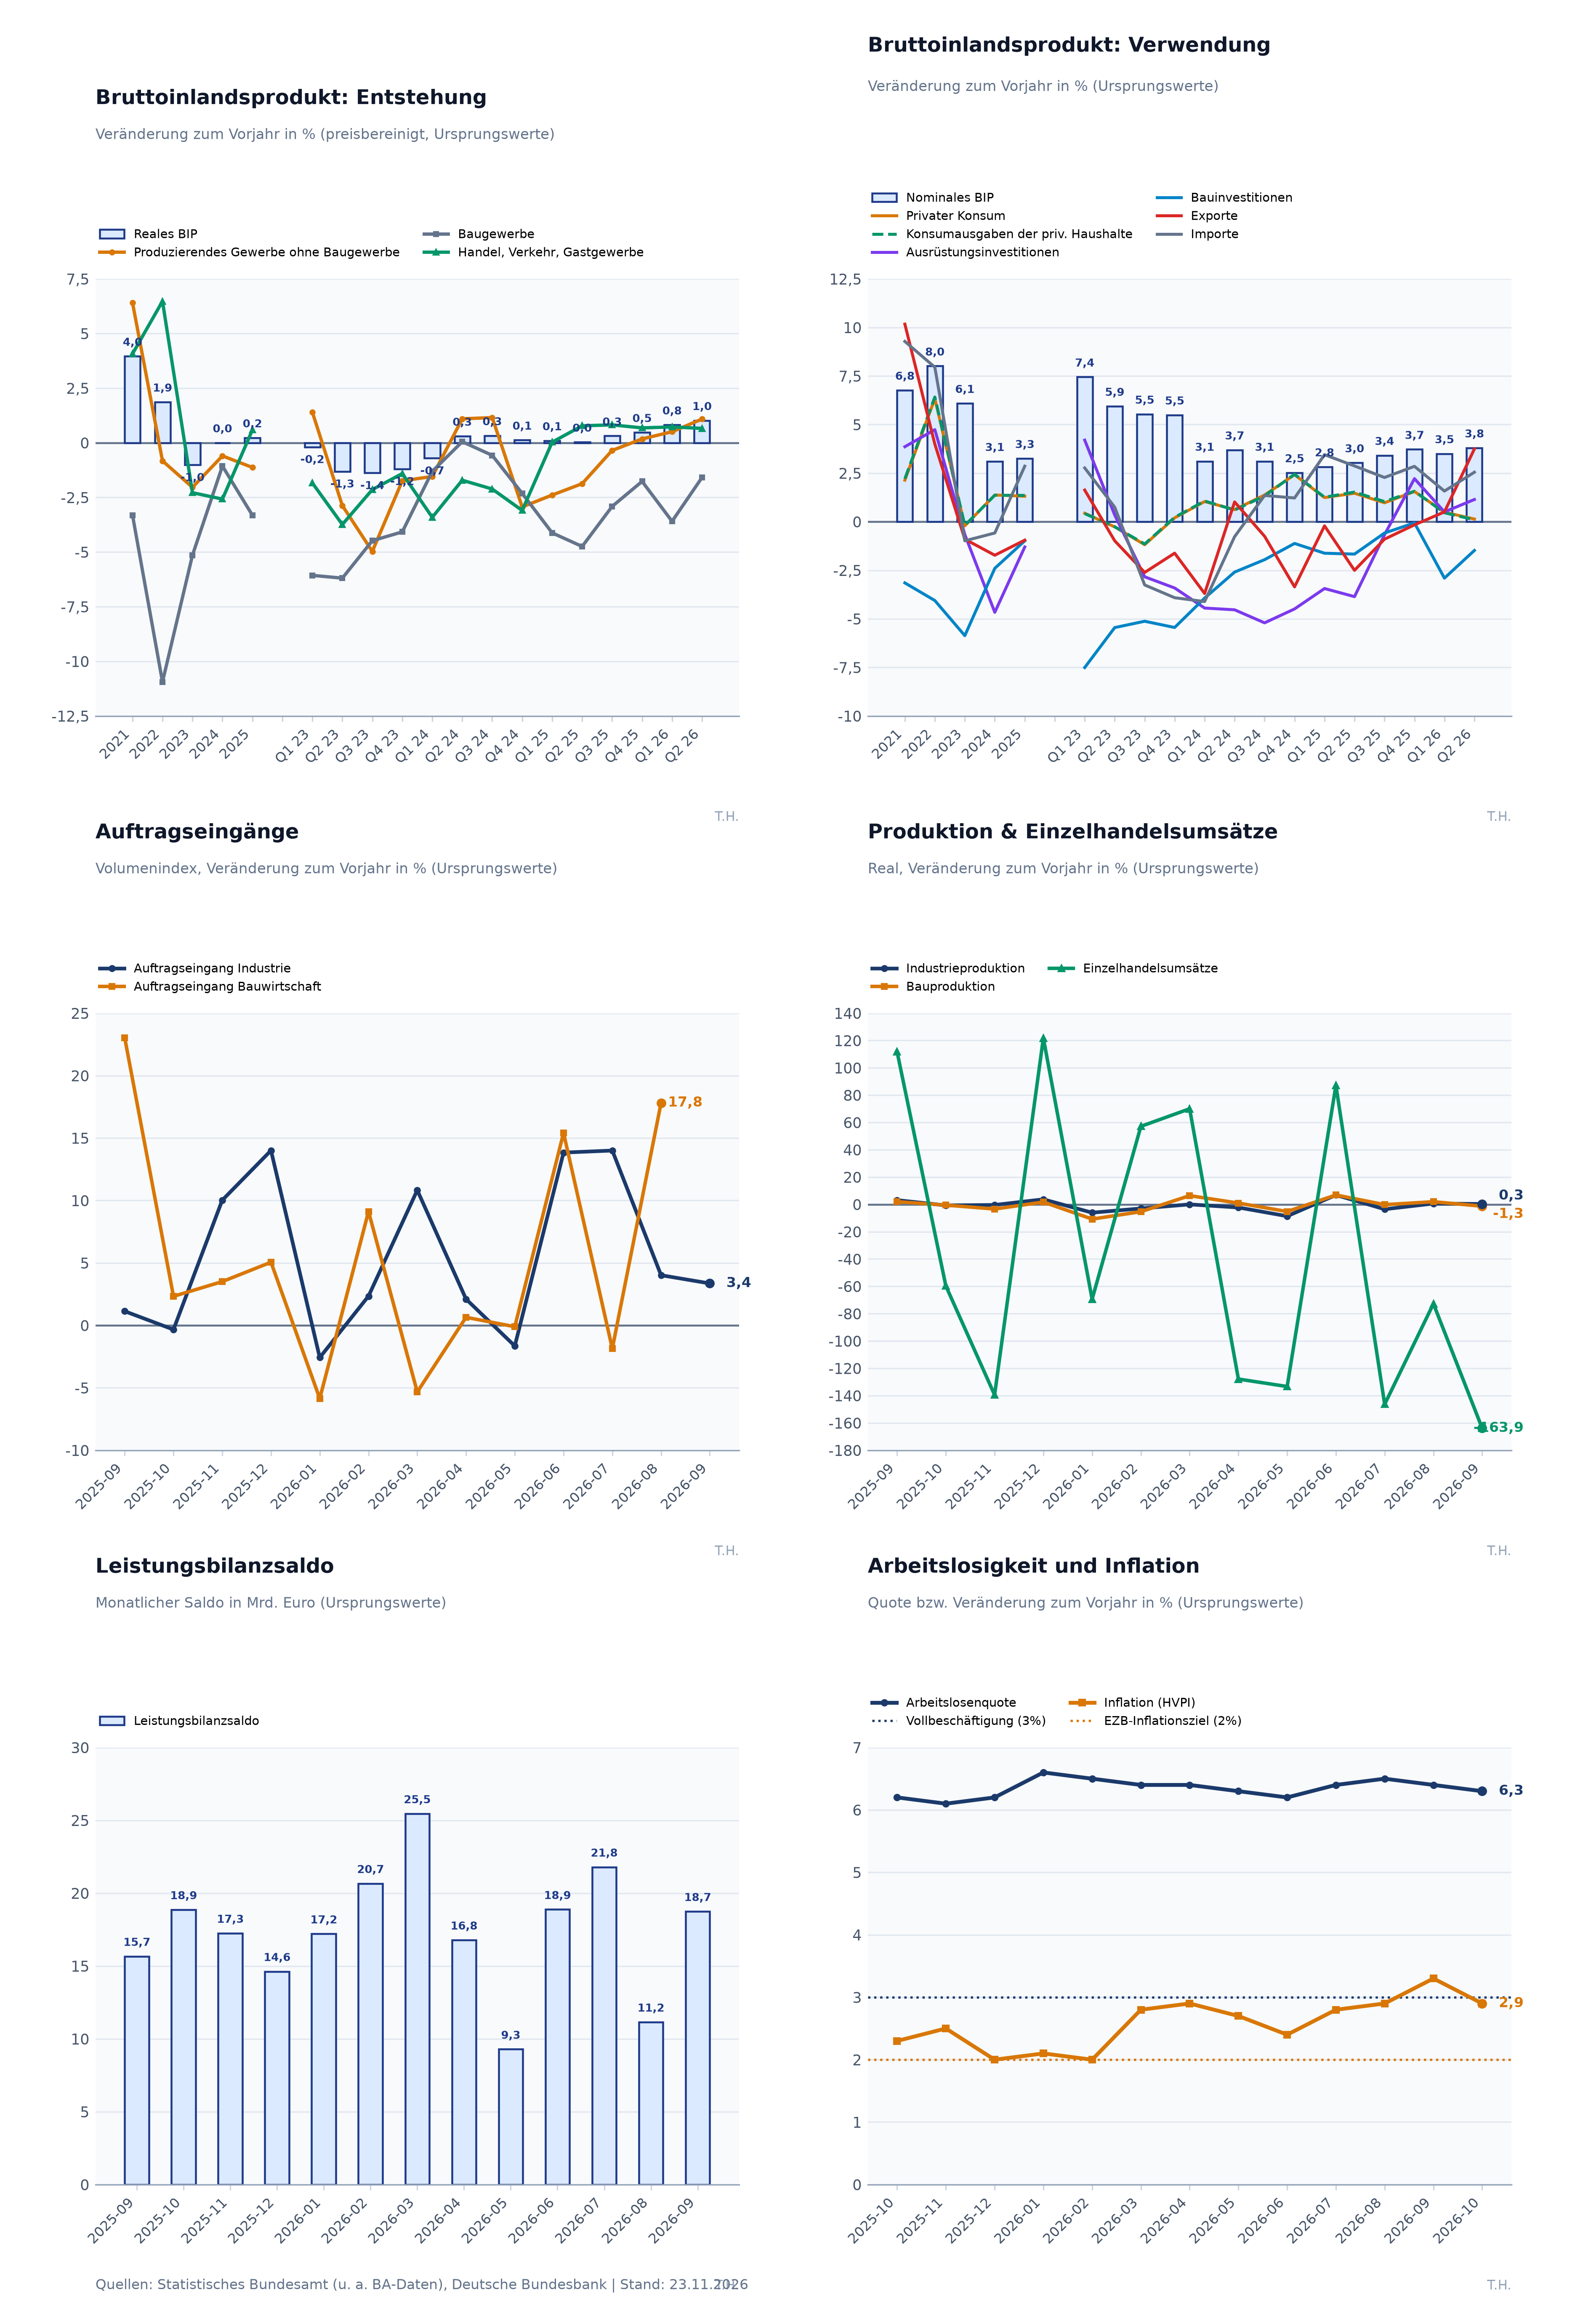 Bruttoinlandsprodukt: Entstehung
Veränderung zum Vorjahr in % (preisbereinigt, Ursprungswerte)
Reales BIP
Produzierendes Gewerbe ohne Baugewerbe
Baugewerbe
Handel, Verkehr, Gastgewerbe
7,5
5
2,5
0
-2,5
-5
-7,5
-10
-12,5
4,0
1,9
-1,0
0,0
0,2
-0,2
-1,3
-1,4
-1,2
-0,7
0,3
0,3
0,1
0,1
0,0
0,3
0,5
0,8
1,0
2021
2022
2023
2024
2025
Q1 23
Q2 23
Q3 23
Q4 23
Q1 24
Q2 24
Q3 24
Q4 24
Q1 25
Q2 25
Q3 25
Q4 25
Q1 26
Q2 26
T.H.
Bruttoinlandsprodukt: Verwendung
Veränderung zum Vorjahr in % (Ursprungswerte)
Nominales BIP
Privater Konsum
Konsumausgaben der priv. Haushalte
Ausrüstungsinvestitionen
Bauinvestitionen
Exporte
Importe
12,5
10
7,5
5
2,5
0
-2,5
-5
-7,5
-10
6,8
8,0
6,1
3,1
3,3
7,4
5,9
5,5
5,5
3,1
3,7
3,1
2,5
2,8
3,0
3,4
3,7
3,5
3,8
2021
2022
2023
2024
2025
Q1 23
Q2 23
Q3 23
Q4 23
Q1 24
Q2 24
Q3 24
Q4 24
Q1 25
Q2 25
Q3 25
Q4 25
Q1 26
Q2 26
T.H.
Auftragseingänge
Volumenindex, Veränderung zum Vorjahr in % (Ursprungswerte)
Auftragseingang Industrie
Auftragseingang Bauwirtschaft
25
20
15
10
5
0
-5
-10
17,8
3,4
2025-09
2025-10
2025-11
2025-12
2026-01
2026-02
2026-03
2026-04
2026-05
2026-06
2026-07
2026-08
2026-09
T.H.
Produktion & Einzelhandelsumsätze
Real, Veränderung zum Vorjahr in % (Ursprungswerte)
Industrieproduktion
Bauproduktion
Einzelhandelsumsätze
140
120
100
80
60
40
20
0
-20
-40
-60
-80
-100
-120
-140
-160
-180
0,3
-1,3
-163,9
2025-09
2025-10
2025-11
2025-12
2026-01
2026-02
2026-03
2026-04
2026-05
2026-06
2026-07
2026-08
2026-09
T.H.
Leistungsbilanzsaldo
Monatlicher Saldo in Mrd. Euro (Ursprungswerte)
Leistungsbilanzsaldo
30
25
20
15
10
5
0
15,7
18,9
17,3
14,6
17,2
20,7
25,5
16,8
9,3
18,9
21,8
11,2
18,7
2025-09
2025-10
2025-11
2025-12
2026-01
2026-02
2026-03
2026-04
2026-05
2026-06
2026-07
2026-08
2026-09
Arbeitslosigkeit und Inflation
Quote bzw. Veränderung zum Vorjahr in % (Ursprungswerte)
Arbeitslosenquote
Vollbeschäftigung (3%)
Inflation (HVPI)
EZB-Inflationsziel (2%)
7
6
5
4
3
2
1
0
6,3
2,9
2025-10
2025-11
2025-12
2026-01
2026-02
2026-03
2026-04
2026-05
2026-06
2026-07
2026-08
2026-09
2026-10
Quellen: Statistisches Bundesamt (u. a. BA-Daten), Deutsche Bundesbank | Stand: 23.11.2026
T.H.
T.H.